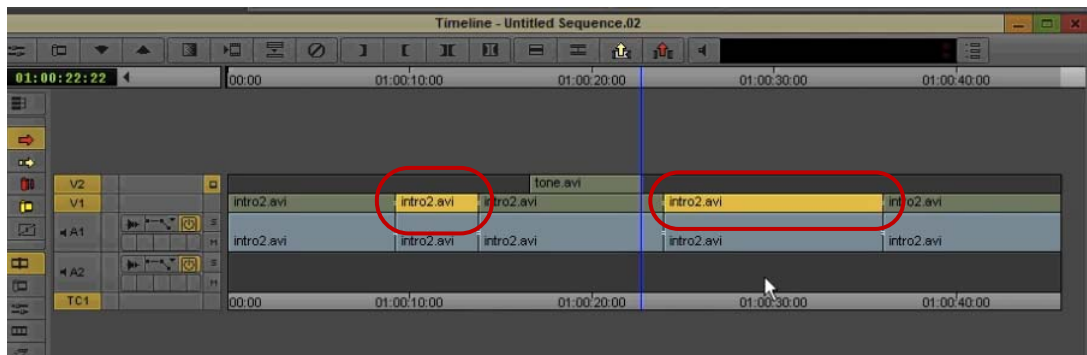 Timeline - Untitled Sequence.02
01:00:22:22 00:00 01:00:10:00 01:00:20:00 01:00:30:00 01:00:40:00
V2 tone.avi
V1 intro2.avi intro2.avi intro2.avi intro2.avi intro2.avi
A1 S
M intro2.avi intro2.avi intro2.avi intro2.avi intro2.avi
A2 S
M
TC1 00:00 01:00:10:00 01:00:20:00 01:00:30:00 01:00:40:00